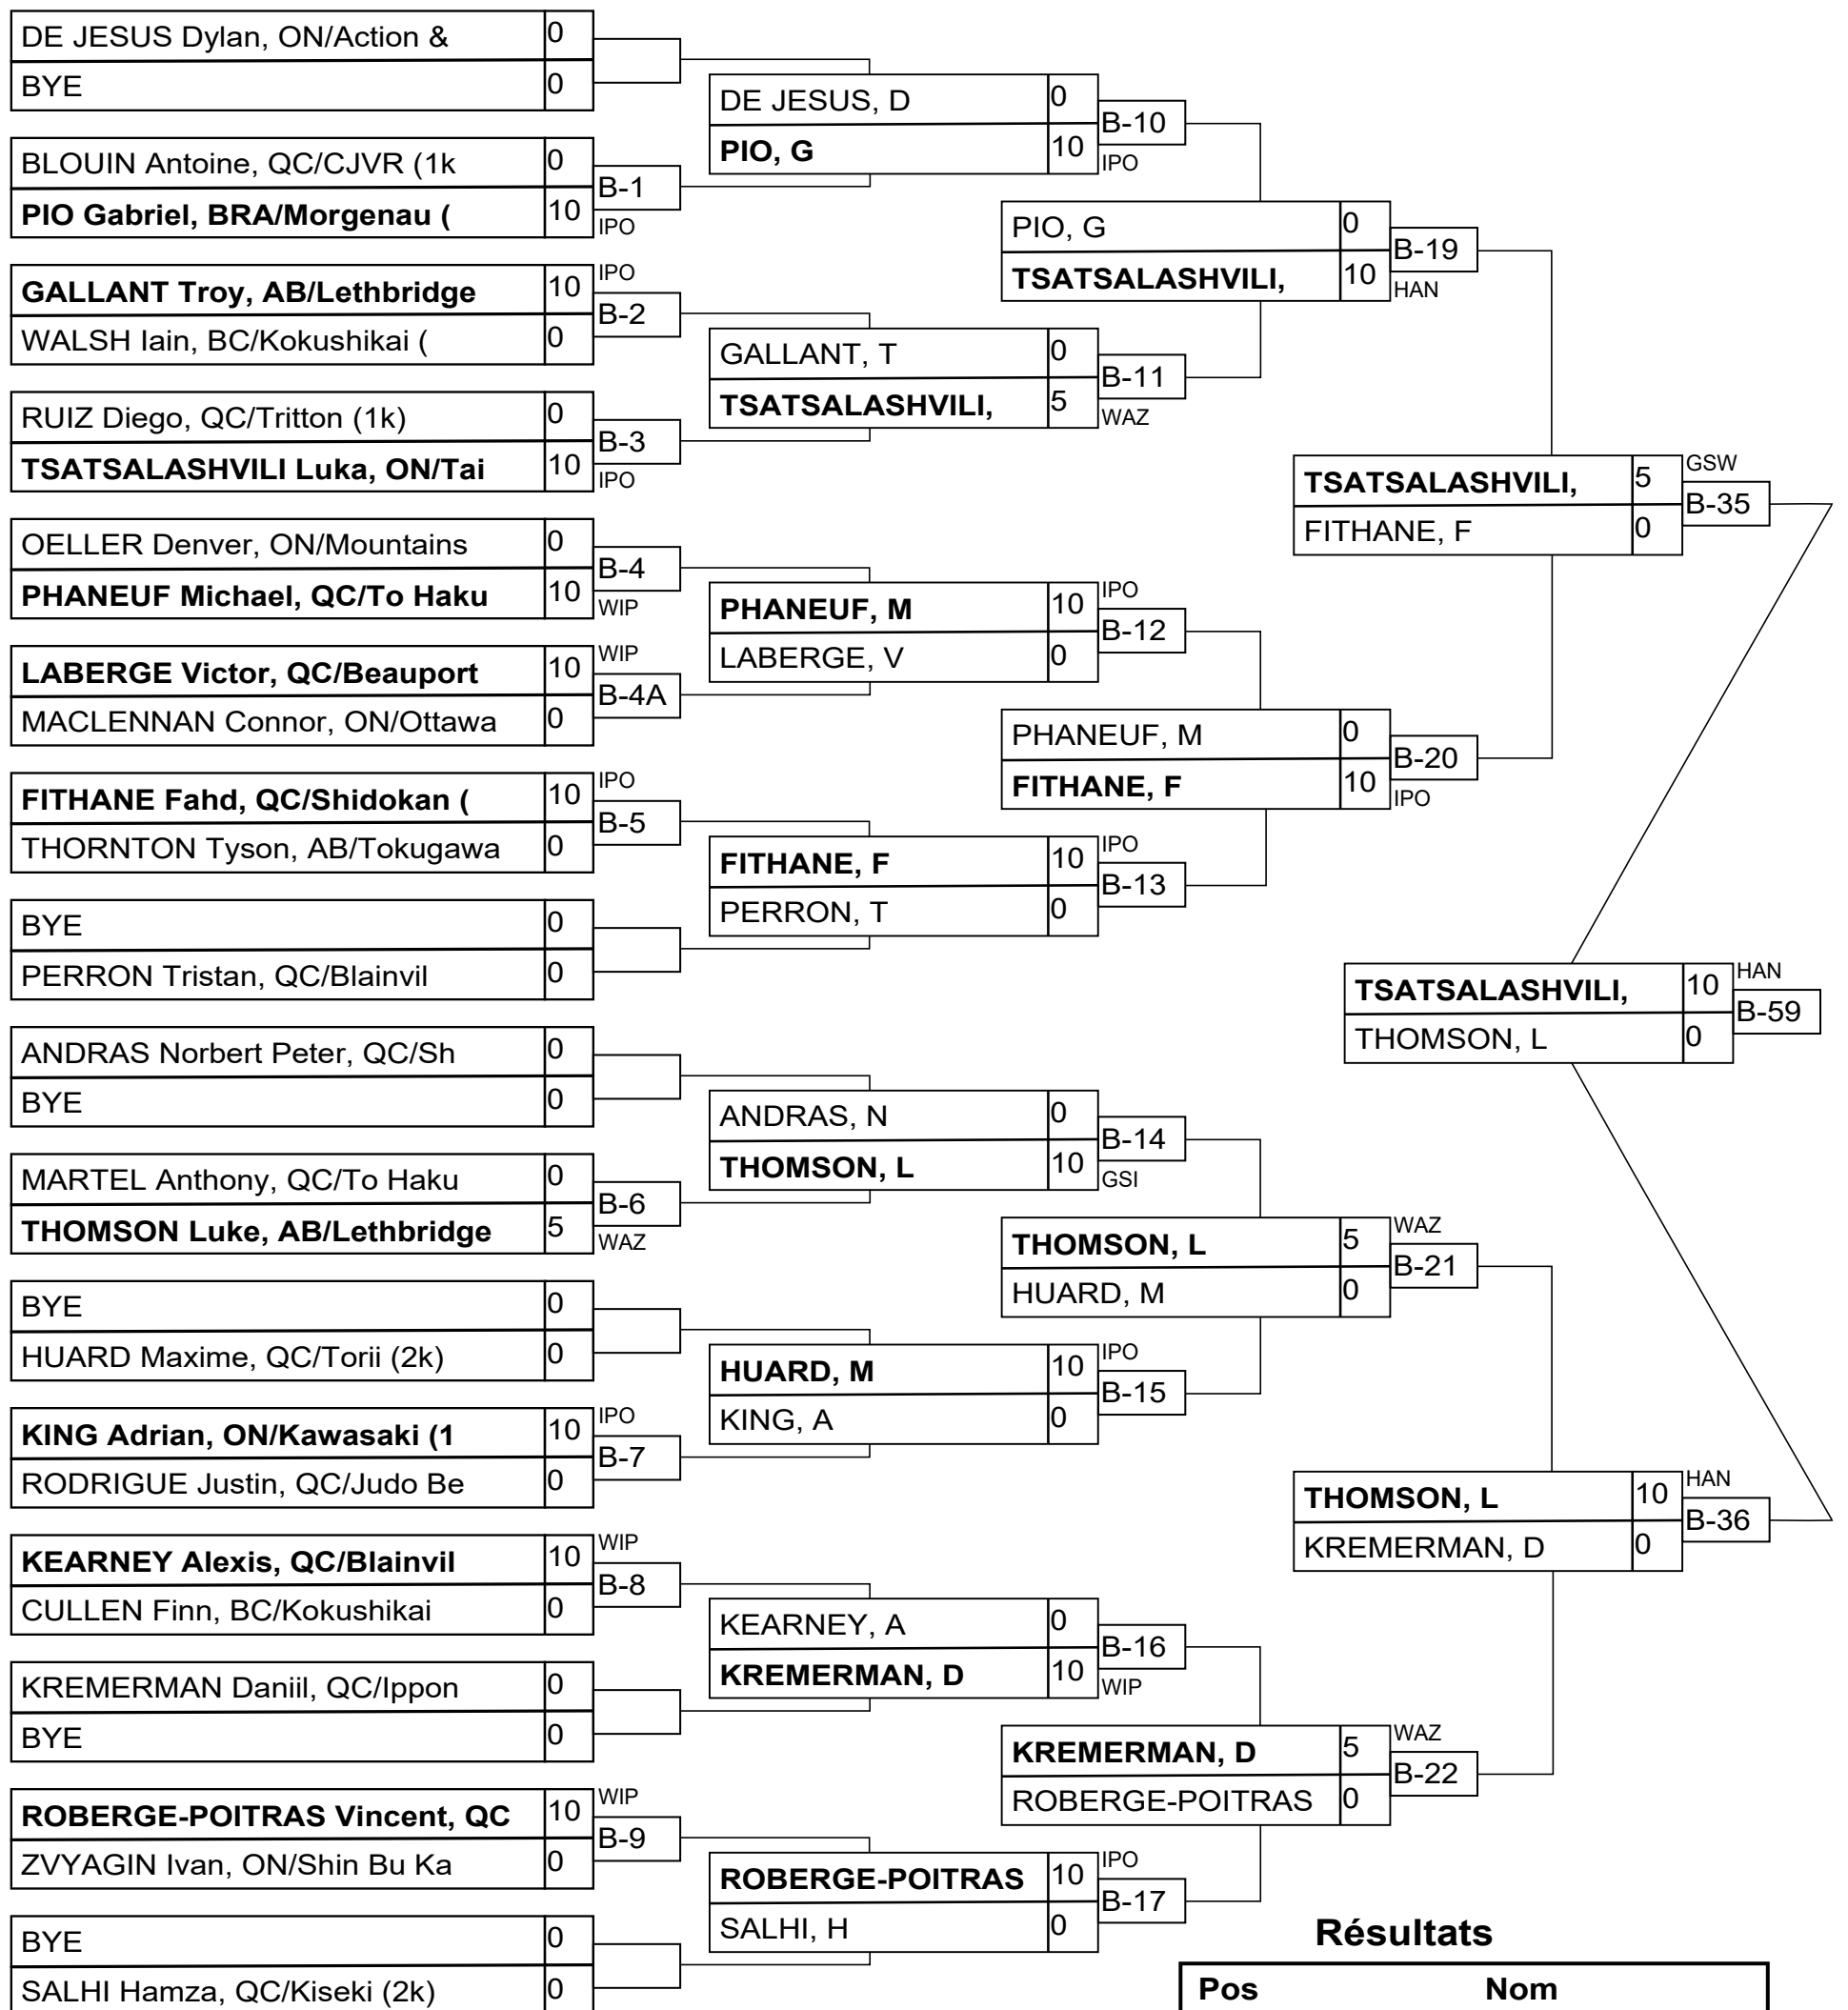 DE JESUS Dylan, ON/Action & 0
BYE 0
BLOUIN Antoine, QC/CJVR (1k 0
PIO Gabriel, BRA/Morgenau ( 10
B-1
IPO
GALLANT Troy, AB/Lethbridge 10
WALSH Iain, BC/Kokushikai ( 0
IPO
B-2
RUIZ Diego, QC/Tritton (1k) 0
TSATSALASHVILI Luka, ON/Tai 10
B-3
IPO
OELLER Denver, ON/Mountains 0
PHANEUF Michael, QC/To Haku 10
B-4
WIP
LABERGE Victor, QC/Beauport 10
MACLENNAN Connor, ON/Ottawa 0
WIP
B-4A
FITHANE Fahd, QC/Shidokan ( 10
THORNTON Tyson, AB/Tokugawa 0
IPO
B-5
BYE 0
PERRON Tristan, QC/Blainvil 0
ANDRAS Norbert Peter, QC/Sh 0
BYE 0
MARTEL Anthony, QC/To Haku 0
THOMSON Luke, AB/Lethbridge 5
B-6
WAZ
BYE 0
HUARD Maxime, QC/Torii (2k) 0
KING Adrian, ON/Kawasaki (1 10
RODRIGUE Justin, QC/Judo Be 0
IPO
B-7
KEARNEY Alexis, QC/Blainvil 10
CULLEN Finn, BC/Kokushikai 0
WIP
B-8
KREMERMAN Daniil, QC/Ippon 0
BYE 0
ROBERGE-POITRAS Vincent, QC 10
ZVYAGIN Ivan, ON/Shin Bu Ka 0
WIP
B-9
BYE 0
SALHI Hamza, QC/Kiseki (2k) 0
DE JESUS, D 0
PIO, G 10
B-10
IPO
GALLANT, T 0
TSATSALASHVILI, 5
B-11
WAZ
PHANEUF, M 10
LABERGE, V 0
IPO
B-12
FITHANE, F 10
PERRON, T 0
IPO
B-13
ANDRAS, N 0
THOMSON, L 10
B-14
GSI
HUARD, M 10
KING, A 0
IPO
B-15
KEARNEY, A 0
KREMERMAN, D 10
B-16
WIP
ROBERGE-POITRAS 10
SALHI, H 0
IPO
B-17
PIO, G 0
TSATSALASHVILI, 10
B-19
HAN
PHANEUF, M 0
FITHANE, F 10
B-20
IPO
THOMSON, L 5
HUARD, M 0
WAZ
B-21
KREMERMAN, D 5
ROBERGE-POITRAS 0
WAZ
B-22
TSATSALASHVILI, 5
FITHANE, F 0
GSW
B-35
THOMSON, L 10
KREMERMAN, D 0
HAN
B-36
TSATSALASHVILI, 10
THOMSON, L 0
HAN
B-59
Résultats
Pos Nom